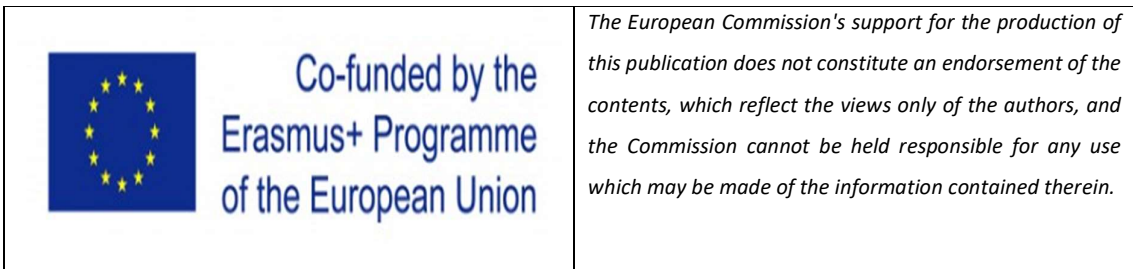 Co-funded by the
Erasmus+ Programme
of the European Union
The European Commission's support for the production of
this publication does not constitute an endorsement of the
contents, which reflect the views only of the authors, and
the Commission cannot be held responsible for any use
which may be made of the information contained therein.